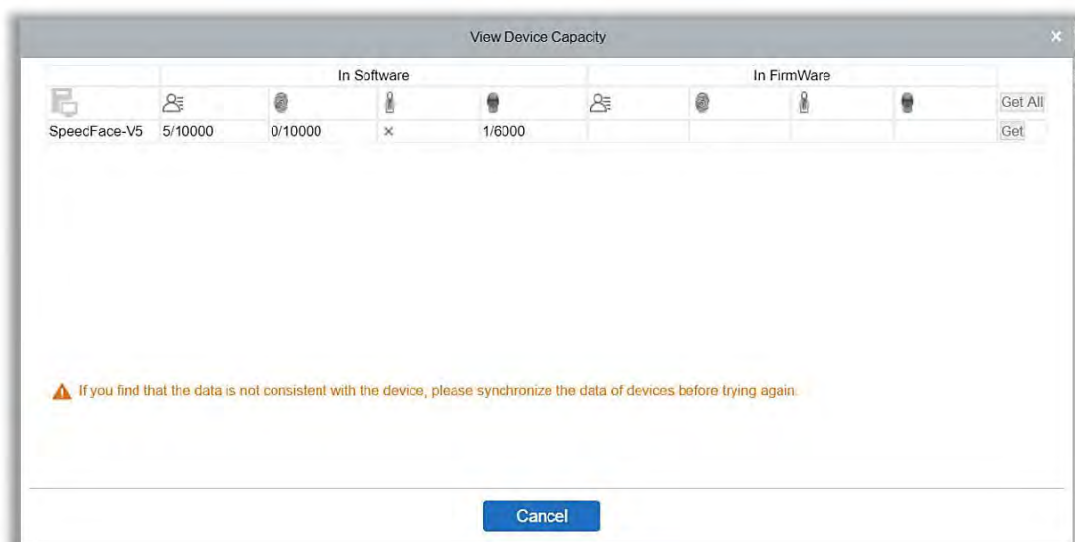 View Device Capacity ×
In Software In FirmWare
Get All
SpeedFace-V5 5/10000 0/10000 × 1/6000 Get
If you find that the data is not consistent with the device, please synchronize the data of devices before trying again.
Cancel